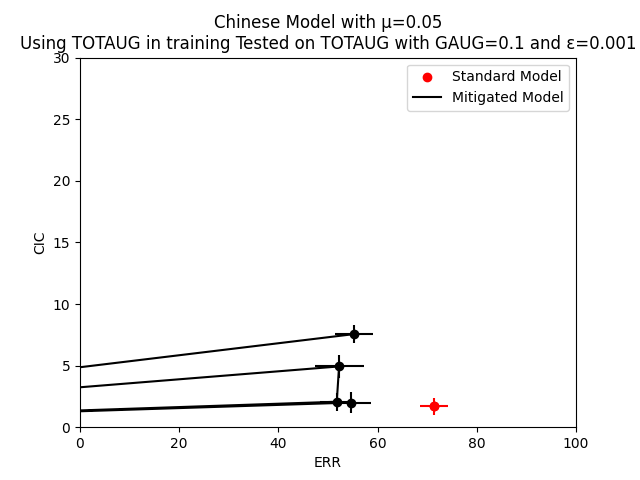 Chinese Model with μ=0.05
Using TOTAUG in training Tested on TOTAUG with GAUG=0.1 and ε=0.001
Standard Model
Mitigated Model
30
25
20
15
10
5
0
CIC
0 20 40 60 80 100
ERR